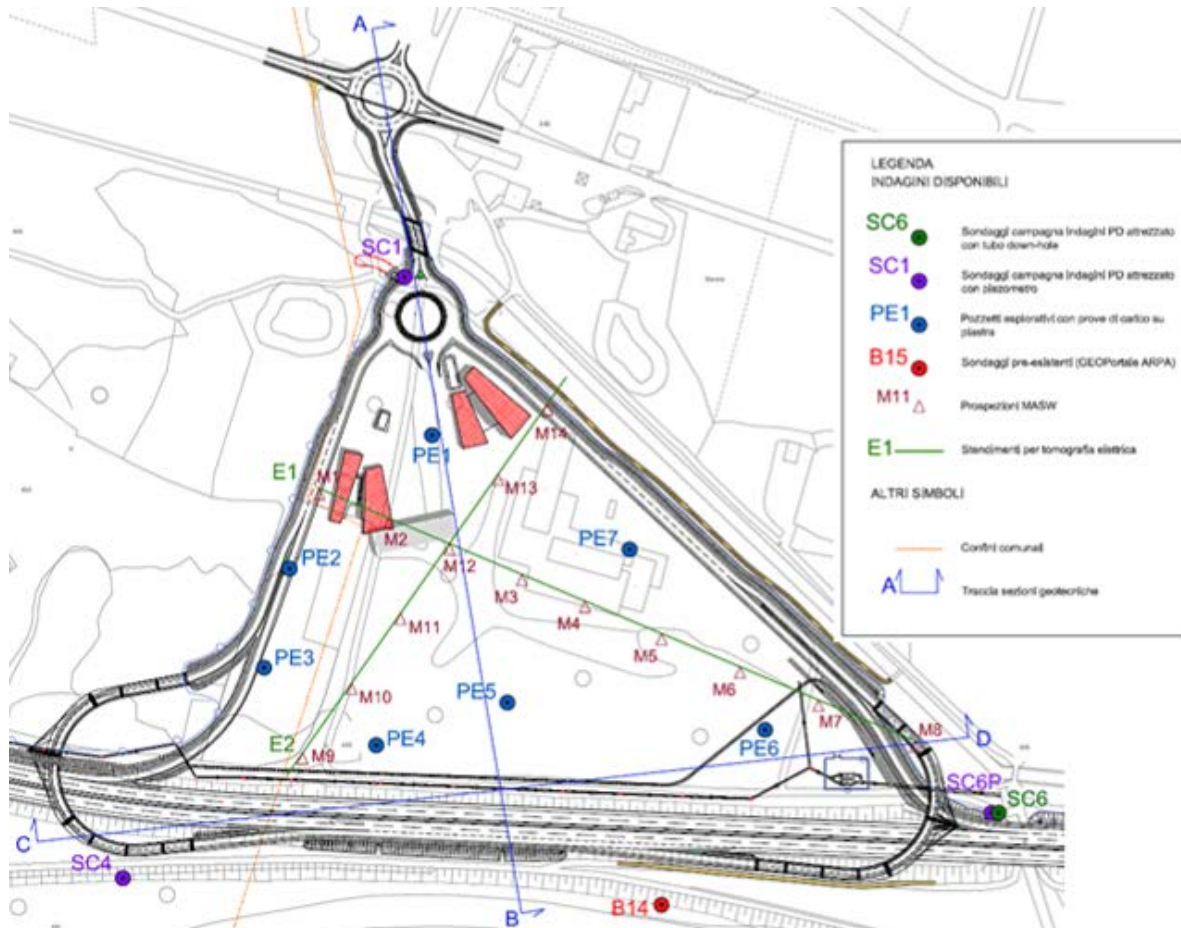 A
SC1
PE1
M14
E1
M1
M13
M2
PE7
PE2
M12
M3
M4
M11
M5
PE3
M6
M10
PE5
M7
PE4
PE6
M8
E2
M9
D
SC6P
SC6
C
SC4
B14
B
LEGENDA
INDAGINI DISPONIBILI
SC6
Sondaggi campagna indagini PD attrezzato
con tubo down-hole
SC1
Sondaggi campagna indagini PD attrezzato
con piezometro
PE1
Pozzetti esplorativi con prove di carico su
piastra
B15
Sondaggi pre-esistenti (GEOPortale ARPA)
M11
Prospezioni MASW
E1
Stendimenti per tomografia elettrica
ALTRI SIMBOLI
Confini comunali
A
Traccia sezioni geotecniche